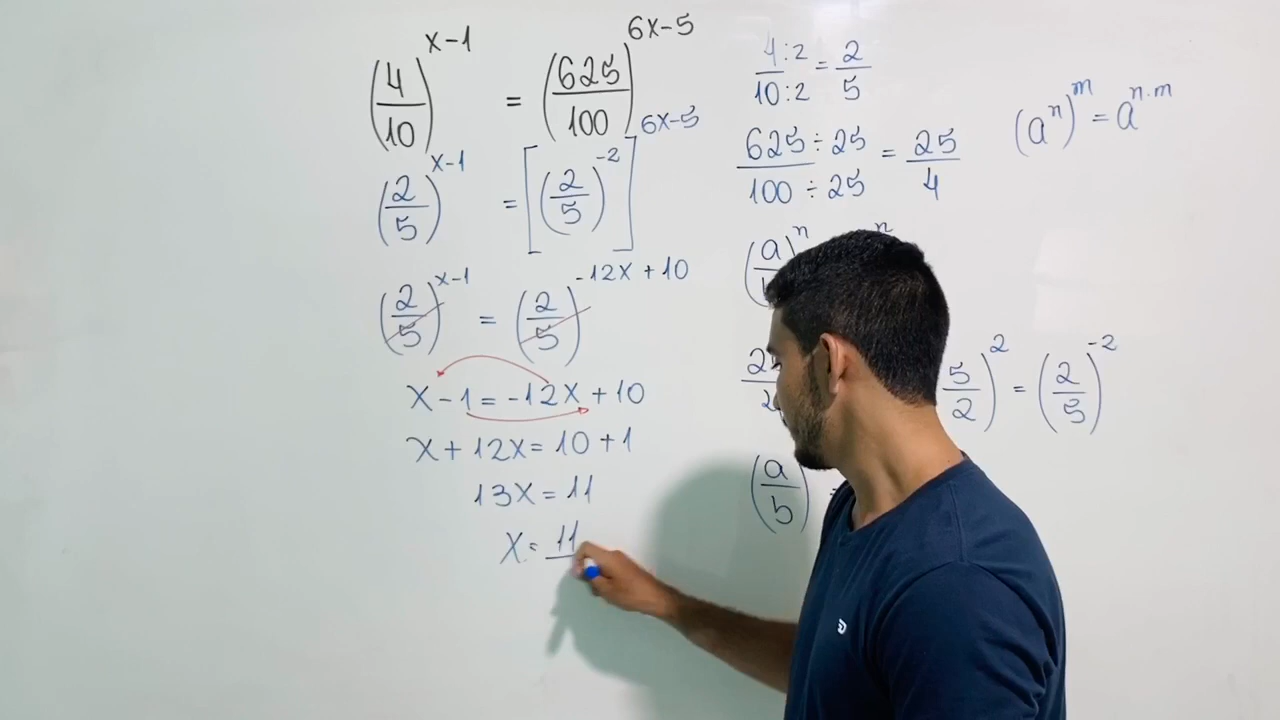 (4/10)^(x-1) = (625/100)^(6x-5)
(2/5)^(x-1) = [(2/5)^(-2)]^(6x-5)
(2/5)^(x-1) = (2/5)^(-12x+10)
x-1=-12x+10
x+12x=10+1
13x=11
x=11
4:2/10:2 = 2/5
625÷25/100÷25 = 25/4
(a^n)^m = a^(n·m)
(a/ )^n n
(5/2)^2 = (2/5)^(-2)
(a/b)